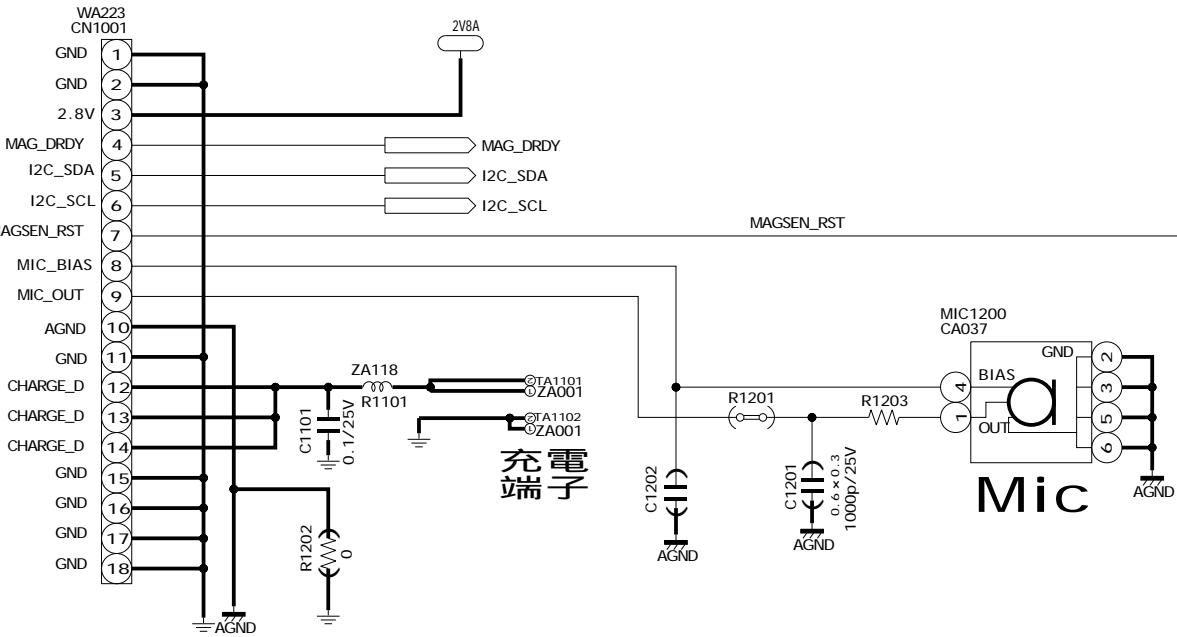 WA223
CN1001
2V8A
GND 1
GND 2
2.8V 3
MAG_DRDY 4 MAG_DRDY
I2C_SDA 5 I2C_SDA
I2C_SCL 6 I2C_SCL
AGSEN_RST 7 MAGSEN_RST
MIC_BIAS 8
MIC_OUT 9
AGND 10
GND 11
CHARGE_D 12
CHARGE_D 13
CHARGE_D 14
GND 15
GND 16
GND 17
GND 18
ZA118
R1101
C1101
0.1/25V
2 TA1101
1 ZA001
2 TA1102
1 ZA001
充電
端子
R1202
0
AGND
C1202
AGND
R1201
C1201
0.6×0.3
1000p/25V
AGND
R1203
MIC1200
CA037
GND 2
4 BIAS 3
1 OUT 5
6
Mic
AGND